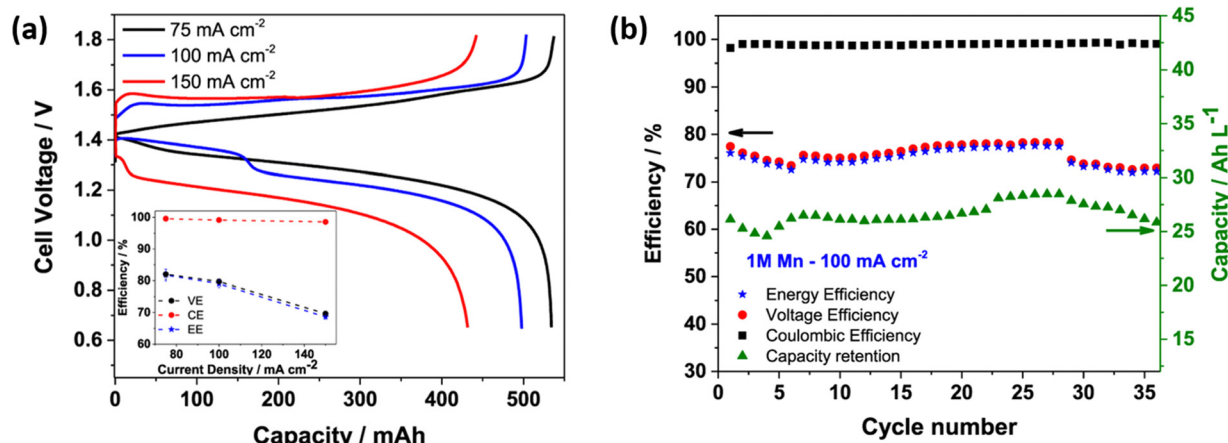 (a)
75 mA cm-2
100 mA cm-2
150 mA cm-2
Cell Voltage / V
1.8
1.6
1.4
1.2
1.0
0.8
0.6
0
100
200
300
400
500
Capacity / mAh
Efficiency / %
100
90
80
70
60
VE
CE
EE
80
100
120
140
Current Density / mA cm-2
(b)
Efficiency / %
100
90
80
70
60
50
40
30
1M Mn - 100 mA cm-2
Energy Efficiency
Voltage Efficiency
Coulombic Efficiency
Capacity retention
0
5
10
15
20
25
30
35
Cycle number
45
40
35
30
25
20
15
Capacity / Ah L-1